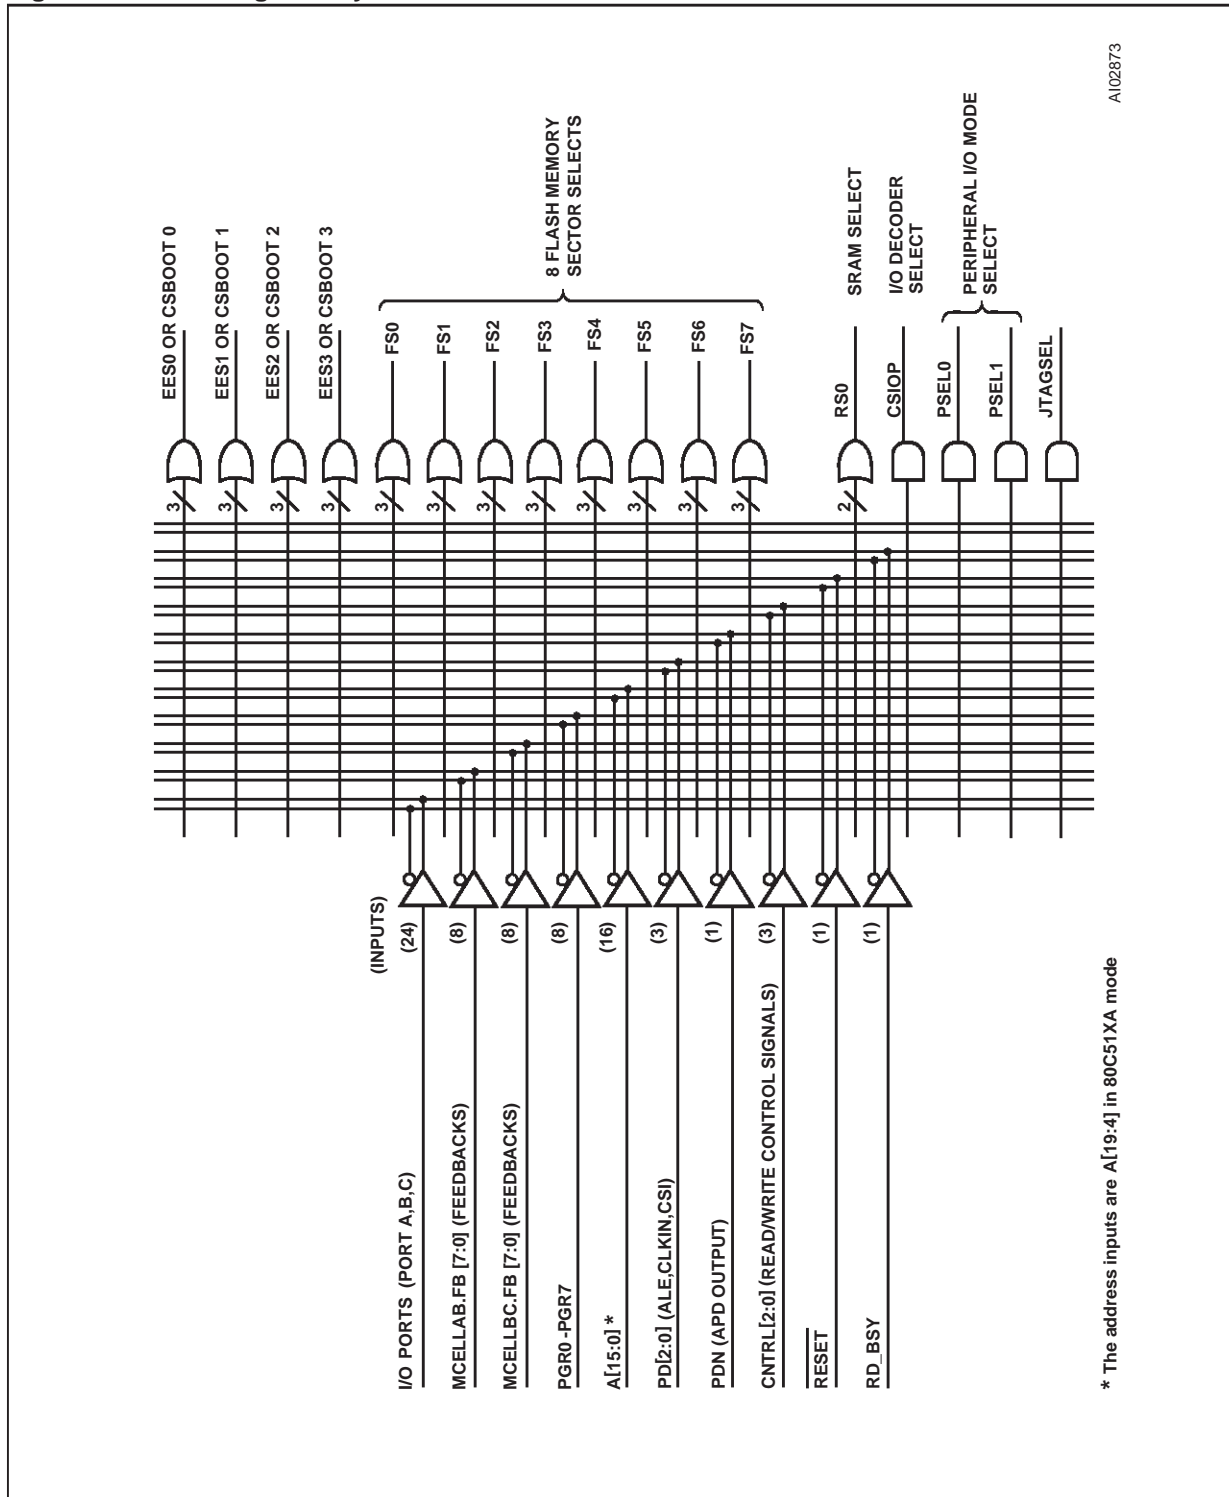 (INPUTS)
I/O PORTS (PORT A,B,C)
(24)
MCELLAB.FB [7:0] (FEEDBACKS)
(8)
MCELLBC.FB [7:0] (FEEDBACKS)
(8)
PGR0 -PGR7
(8)
A[15:0] *
(16)
PD[2:0] (ALE,CLKIN,CSI)
(3)
PDN (APD OUTPUT)
(1)
CNTRL[2:0] (READ/WRITE CONTROL SIGNALS)
(3)
RESET
(1)
RD_BSY
(1)
3
EES0 OR CSBOOT 0
3
EES1 OR CSBOOT 1
3
EES2 OR CSBOOT 2
3
EES3 OR CSBOOT 3
3
FS0
3
FS1
3
FS2
3
FS3
3
FS4
3
FS5
3
FS6
3
FS7
8 FLASH MEMORY
SECTOR SELECTS
2
RS0
SRAM SELECT
CSIOP
I/O DECODER
SELECT
PSEL0
PSEL1
PERIPHERAL I/O MODE
SELECT
JTAGSEL
* The address inputs are A[19:4] in 80C51XA mode
AI02873